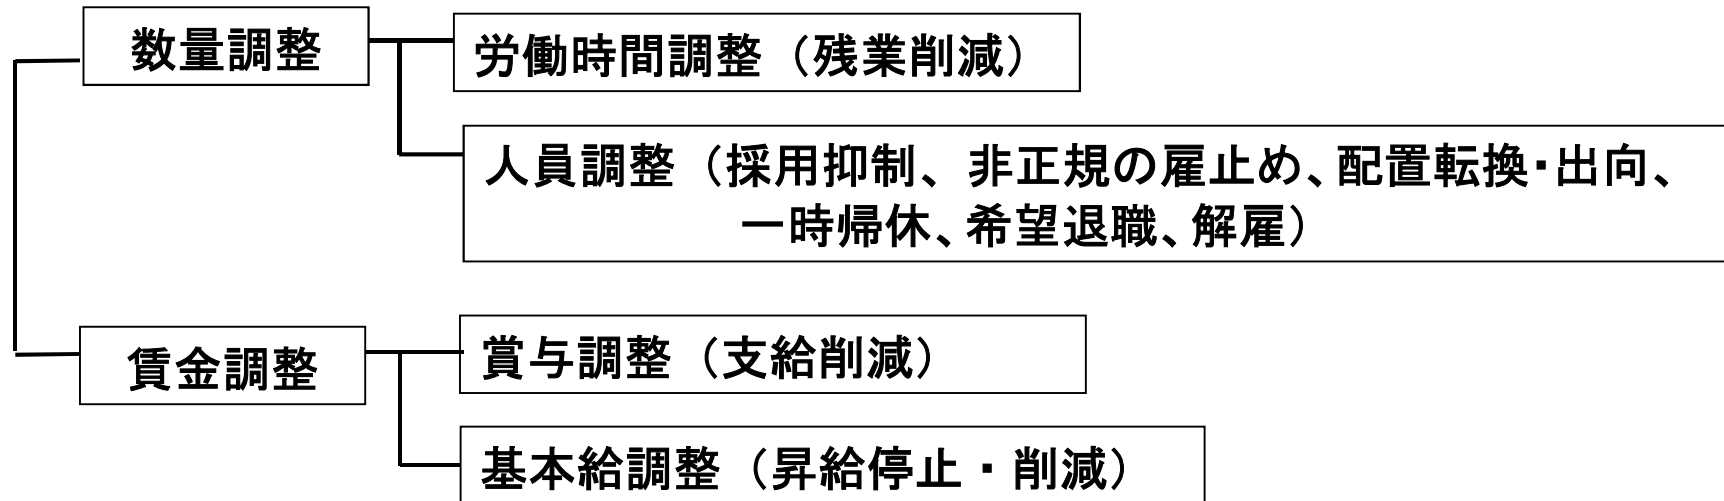 数量調整
労働時間調整（残業削減）
人員調整（採用抑制、非正規の雇止め、配置転換・出向、
一時帰休、希望退職、解雇）
賃金調整
賞与調整（支給削減）
基本給調整（昇給停止・削減）